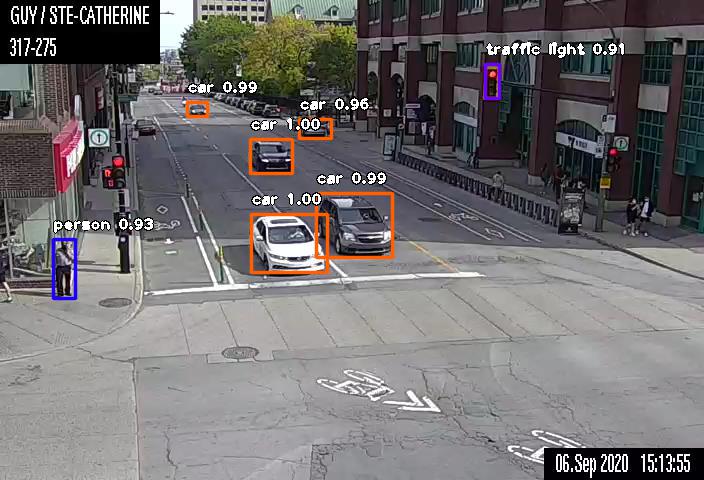 GUY / STE-CATHERINE
317-275
traffic light 0.91
car 0.99
car 0.96
car 1.00
car 0.99
car 1.00
person 0.93
06.Sep 2020 15:13:55